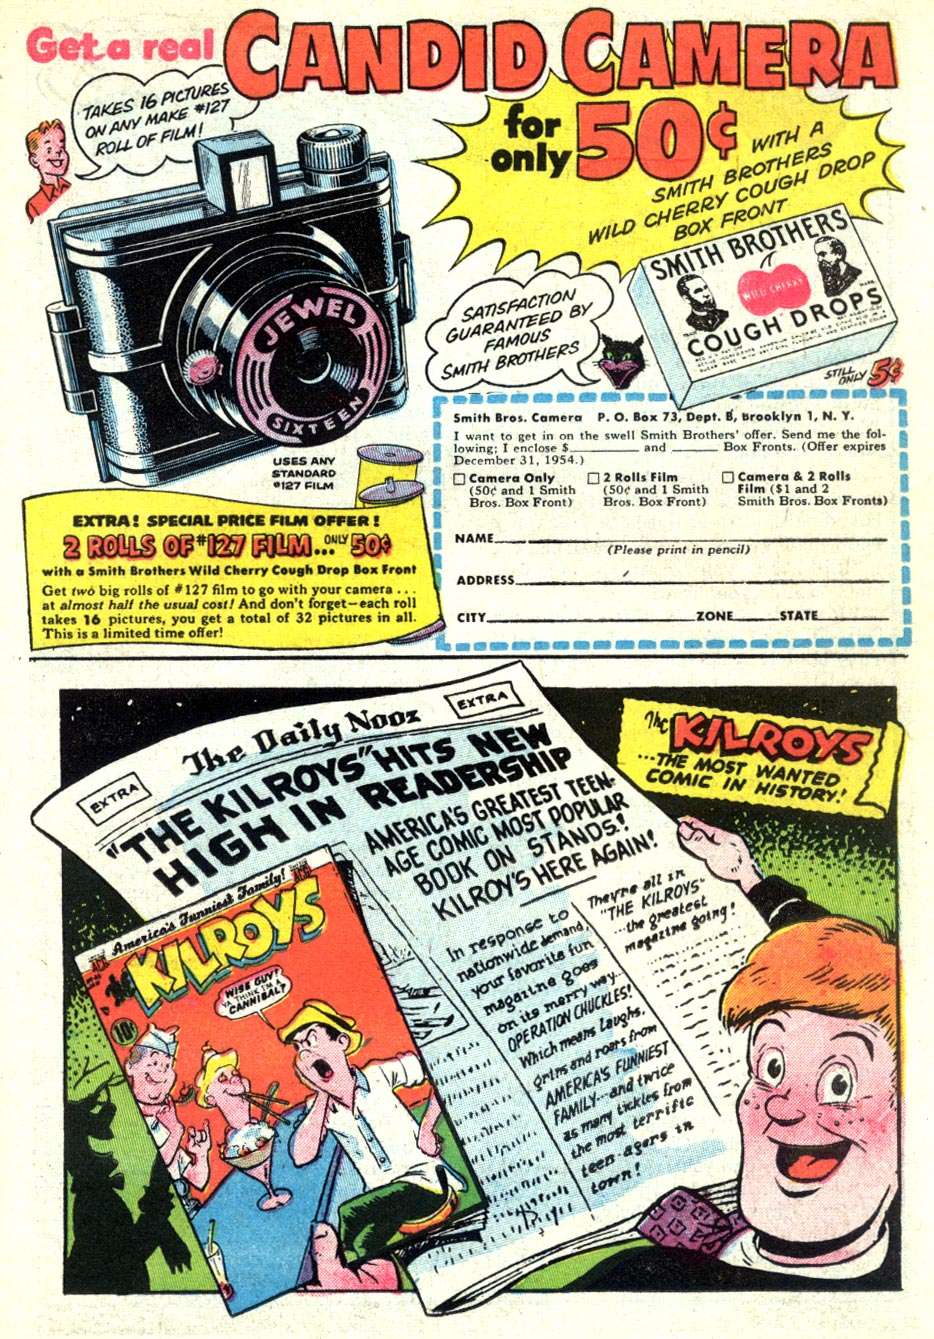 Get a real CANDID CAMERA
TAKES 16 PICTURES
ON ANY MAKE #127
ROLL OF FILM!
for
only 50¢
WITH A
SMITH BROTHERS
WILD CHERRY COUGH DROP
BOX FRONT
SMITH BROTHERS
WILD CHERRY
COUGH DROPS
STILL
ONLY 5¢
SATISFACTION
GUARANTEED BY
FAMOUS
SMITH BROTHERS
JEWEL
SIXTEEN
USES ANY
STANDARD
#127 FILM
EXTRA! SPECIAL PRICE FILM OFFER!
2 ROLLS OF #127 FILM... ONLY 50¢
with a Smith Brothers Wild Cherry Cough Drop Box Front
Get two big rolls of #127 film to go with your camera . . .
at almost half the usual cost! And don't forget—each roll
takes 16 pictures, you get a total of 32 pictures in all.
This is a limited time offer!
Smith Bros. Camera P. O. Box 73, Dept. B, Brooklyn 1, N. Y.
I want to get in on the swell Smith Brothers' offer. Send me the fol-
lowing; I enclose $ and Box Fronts. (Offer expires
December 31, 1954.)
Camera Only
(50¢ and 1 Smith
Bros. Box Front)
2 Rolls Film
(50¢ and 1 Smith
Bros. Box Front)
Camera & 2 Rolls
Film ($1 and 2
Smith Bros. Box Fronts)
NAME
(Please print in pencil)
ADDRESS
CITY ZONE STATE
The Daily Nooz
EXTRA
EXTRA
"THE KILROYS" HITS NEW
HIGH IN READERSHIP
AMERICA'S GREATEST TEEN-
AGE COMIC MOST POPULAR
BOOK ON STANDS!
KILROY'S HERE AGAIN!
In response to
nationwide demand,
your favorite fun
magazine goes
on its merry way.
OPERATION CHUCKLES!
Which means laughs,
grins and roars from
AMERICA'S FUNNIEST
FAMILY--and twice
as many tickles from
the most terrific
teen-agers in
town!
They're all in
"THE KILROYS"
...the greatest
magazine going!
The KILROYS
...THE MOST WANTED
COMIC IN HISTORY!
America's Funniest Family!
The KILROYS
10¢
WISE GUY!
YA THINK I'M A
CANNIBAL?